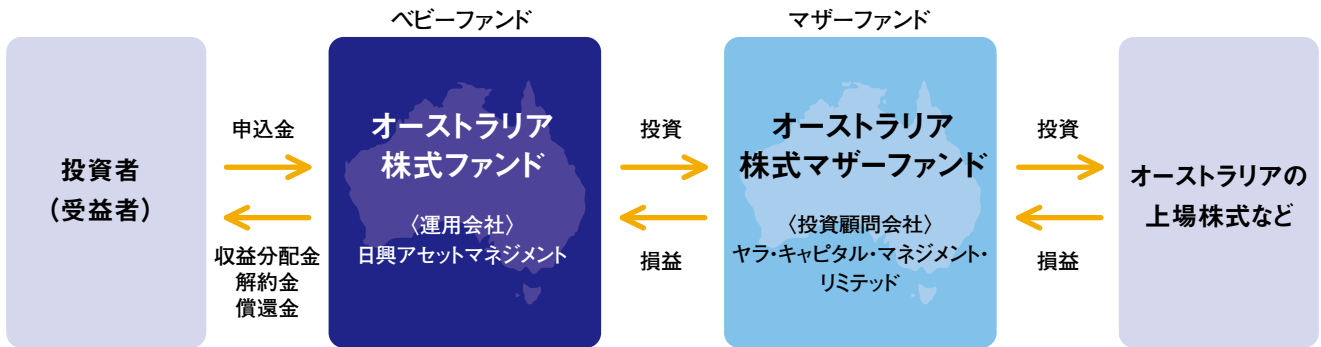 ベビーファンド
マザーファンド
投資者
（受益者）
申込金
収益分配金
解約金
償還金
オーストラリア
株式ファンド
〈運用会社〉
日興アセットマネジメント
投資
損益
オーストラリア
株式マザーファンド
〈投資顧問会社〉
ヤラ・キャピタル・マネジメント・
リミテッド
投資
損益
オーストラリアの
上場株式など